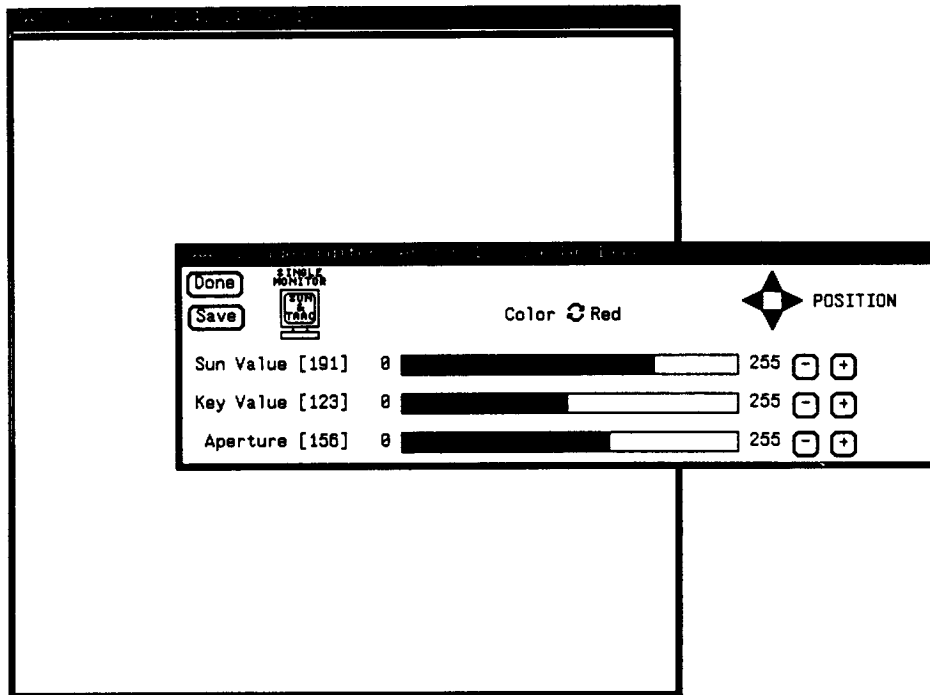 Done
SINGLE
MONITOR
SUN
&
Save
Color Red
POSITION
Sun Value [191] 0 255 - +
Key Value [123] 0 255 - +
Aperture [156] 0 255 - +